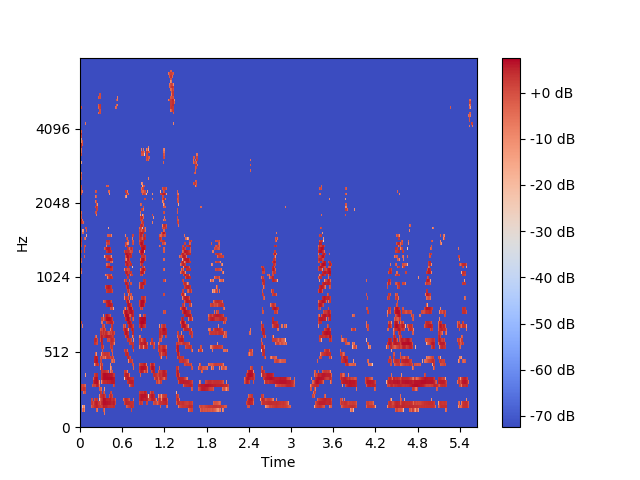 4096
2048
1024
512
0
Hz
0 0.6 1.2 1.8 2.4 3 3.6 4.2 4.8 5.4
Time
+0 dB
-10 dB
-20 dB
-30 dB
-40 dB
-50 dB
-60 dB
-70 dB